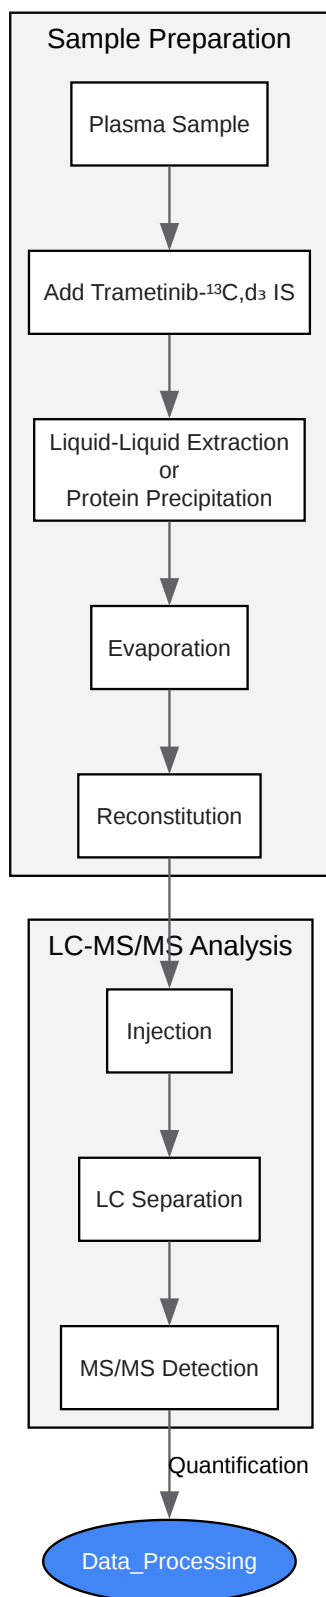 Sample Preparation
Plasma Sample
Add Trametinib-¹³C,d₃ IS
Liquid-Liquid Extraction
or
Protein Precipitation
Evaporation
Reconstitution
LC-MS/MS Analysis
Injection
LC Separation
MS/MS Detection
Quantification
Data_Processing